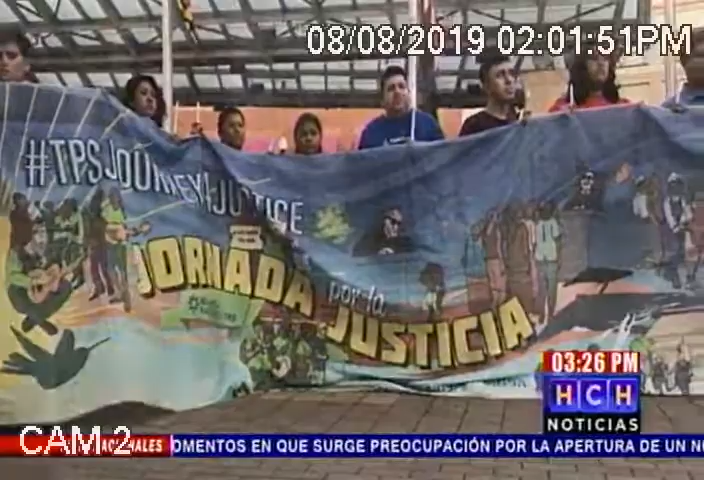 08/08/2019 02:01:51PM
#TPSJOURNEY4JUSTICE
JORNADA por la JUSTICIA
03:26 PM
HCH
NOTICIAS
CAM 2
OMENTOS EN QUE SURGE PREOCUPACIÓN POR LA APERTURA DE UN